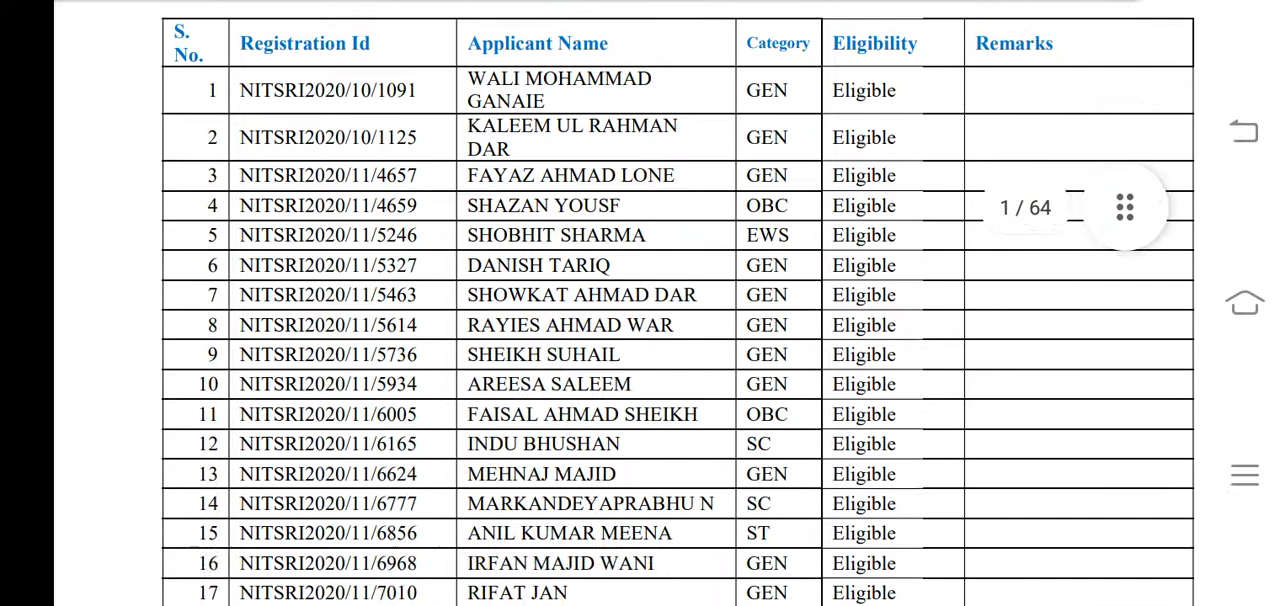 S. No. Registration Id Applicant Name Category Eligibility Remarks
1 NITSRI2020/10/1091 WALI MOHAMMAD GANAIE GEN Eligible
2 NITSRI2020/10/1125 KALEEM UL RAHMAN DAR GEN Eligible
3 NITSRI2020/11/4657 FAYAZ AHMAD LONE GEN Eligible
4 NITSRI2020/11/4659 SHAZAN YOUSF OBC Eligible
1 / 64
5 NITSRI2020/11/5246 SHOBHIT SHARMA EWS Eligible
6 NITSRI2020/11/5327 DANISH TARIQ GEN Eligible
7 NITSRI2020/11/5463 SHOWKAT AHMAD DAR GEN Eligible
8 NITSRI2020/11/5614 RAYIES AHMAD WAR GEN Eligible
9 NITSRI2020/11/5736 SHEIKH SUHAIL GEN Eligible
10 NITSRI2020/11/5934 AREESA SALEEM GEN Eligible
11 NITSRI2020/11/6005 FAISAL AHMAD SHEIKH OBC Eligible
12 NITSRI2020/11/6165 INDU BHUSHAN SC Eligible
13 NITSRI2020/11/6624 MEHNAJ MAJID GEN Eligible
14 NITSRI2020/11/6777 MARKANDEYAPRABHU N SC Eligible
15 NITSRI2020/11/6856 ANIL KUMAR MEENA ST Eligible
16 NITSRI2020/11/6968 IRFAN MAJID WANI GEN Eligible
17 NITSRI2020/11/7010 RIFAT JAN GEN Eligible